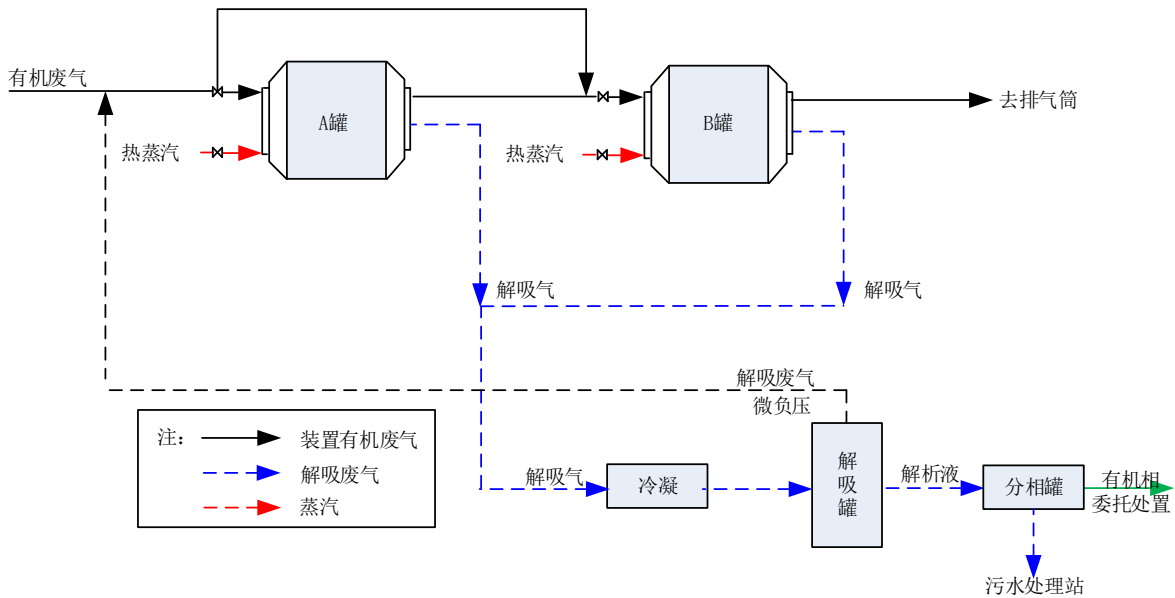 有机废气
A罐
B罐
去排气筒
热蒸汽
热蒸汽
解吸气
解吸气
解吸废气
微负压
注:
装置有机废气
解吸废气
蒸汽
解吸气
冷凝
解吸罐
解析液
分相罐
有机相
委托处置
污水处理站